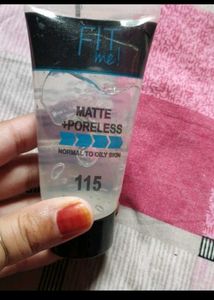 FIT
me!
MATTE
+PORELESS
NORMAL TO OILY SKIN
115